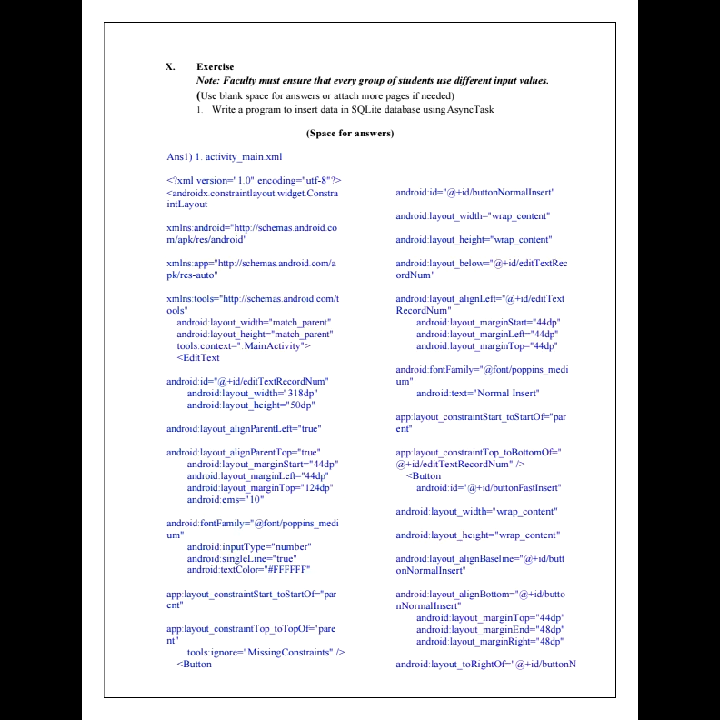 X. Exercise
Note: Faculty must ensure that every group of students use different input values.
(Use blank space for answers or attach more pages if needed)
1. Write a program to insert data in SQLite database using AsyncTask
(Space for answers)
Ans1) 1. activity_main.xml
<?xml version="1.0" encoding="utf-8"?>
<androidx.constraintlayout.widget.Constra
intLayout
xmlns:android="http://schemas.android.co
m/apk/res/android"
xmlns:app="http://schemas.android.com/a
pk/res-auto"
xmlns:tools="http://schemas.android.com/t
ools"
android:layout_width="match_parent"
android:layout_height="match_parent"
tools:context=".MainActivity">
<EditText
android:id="@+id/editTextRecordNum"
android:layout_width="318dp"
android:layout_height="50dp"
android:layout_alignParentLeft="true"
android:layout_alignParentTop="true"
android:layout_marginStart="44dp"
android:layout_marginLeft="44dp"
android:layout_marginTop="124dp"
android:ems="10"
android:fontFamily="@font/poppins_medi
um"
android:inputType="number"
android:singleLine="true"
android:textColor="#FFFFFF"
app:layout_constraintStart_toStartOf="par
ent"
app:layout_constraintTop_toTopOf="pare
nt"
tools:ignore="MissingConstraints" />
<Button
android:id="@+id/buttonNormalInsert"
android:layout_width="wrap_content"
android:layout_height="wrap_content"
android:layout_below="@+id/editTextRec
ordNum"
android:layout_alignLeft="@+id/editText
RecordNum"
android:layout_marginStart="44dp"
android:layout_marginLeft="44dp"
android:layout_marginTop="44dp"
android:fontFamily="@font/poppins_medi
um"
android:text="Normal Insert"
app:layout_constraintStart_toStartOf="par
ent"
app:layout_constraintTop_toBottomOf="
@+id/editTextRecordNum" />
<Button
android:id="@+id/buttonFastInsert"
android:layout_width="wrap_content"
android:layout_height="wrap_content"
android:layout_alignBaseline="@+id/butt
onNormalInsert"
android:layout_alignBottom="@+id/butto
nNormalInsert"
android:layout_marginTop="44dp"
android:layout_marginEnd="48dp"
android:layout_marginRight="48dp"
android:layout_toRightOf="@+id/buttonN